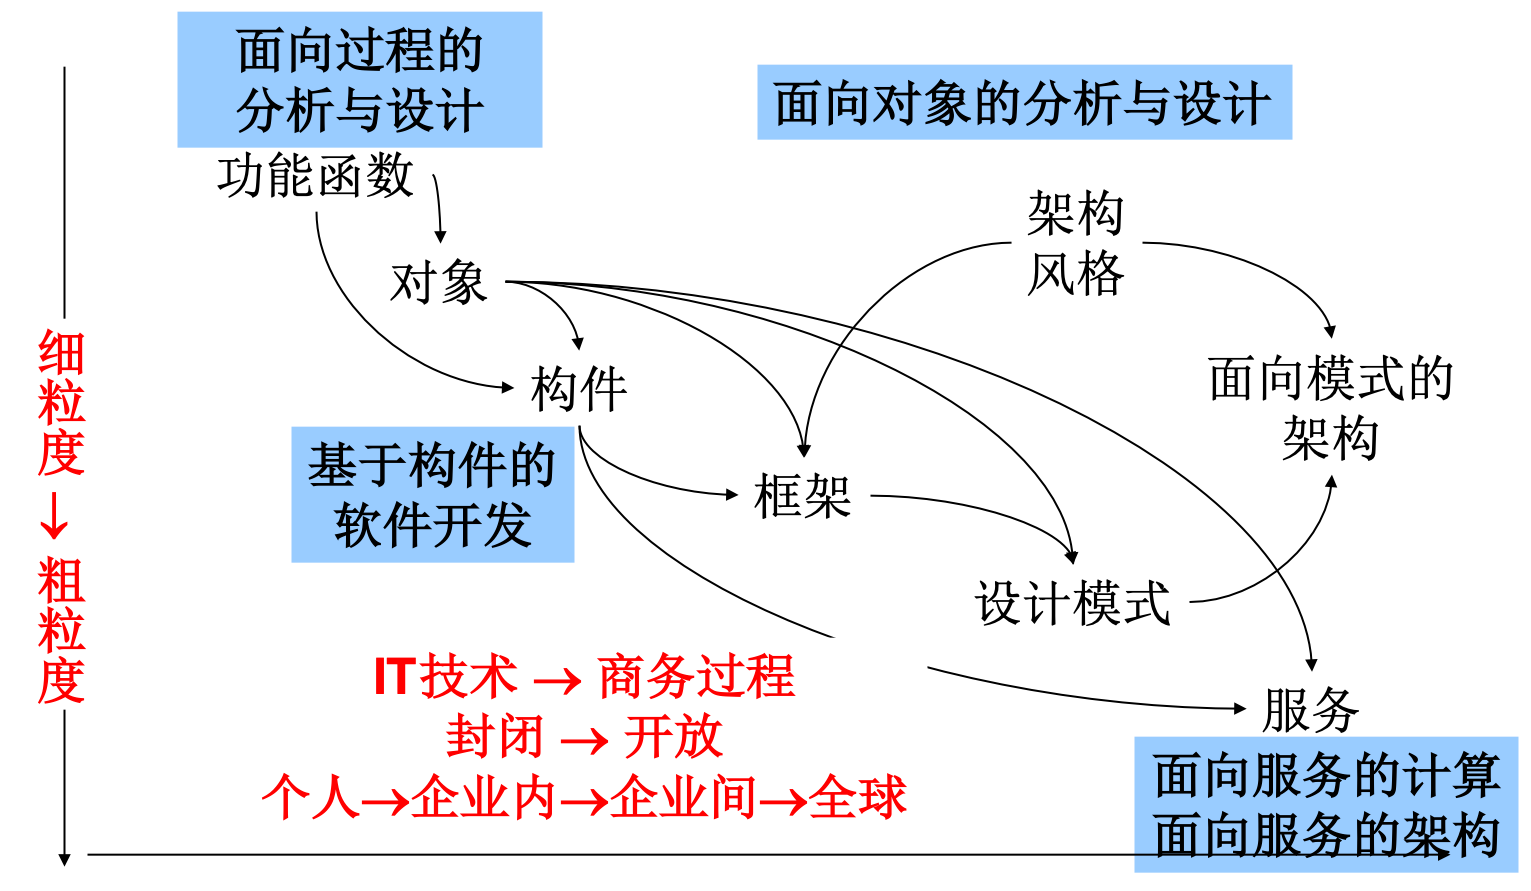 面向过程的
分析与设计
面向对象的分析与设计
功能函数
架构
风格
对象
构件
面向模式的
架构
细
粒
度
↓
粗
粒
度
基于构件的
软件开发
框架
设计模式
IT技术 → 商务过程
封闭 → 开放
个人→企业内→企业间→全球
服务
面向服务的计算
面向服务的架构